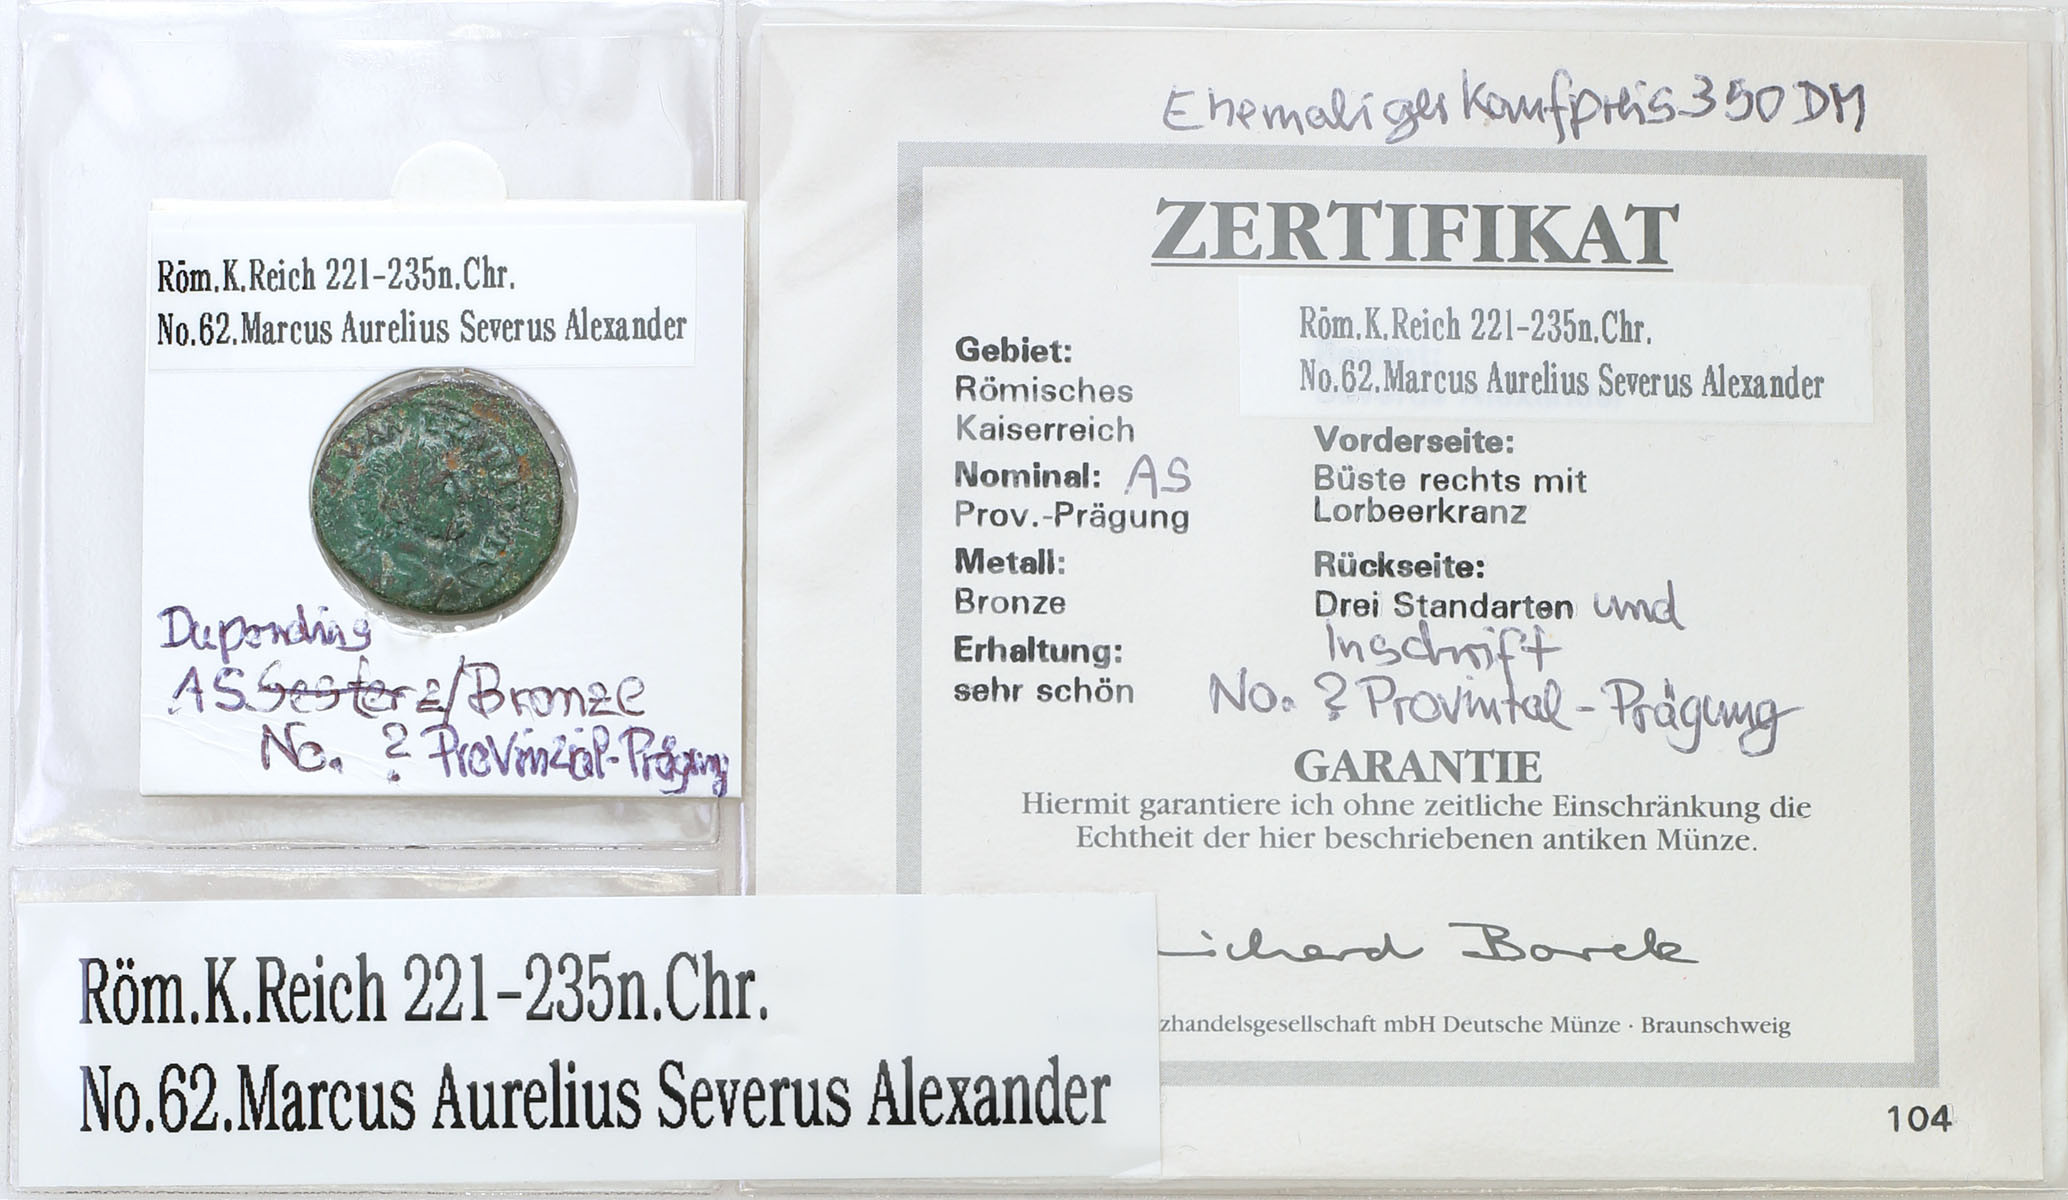 Röm.K.Reich 221-235n.Chr.
No.62.Marcus Aurelius Severus Alexander
Dupondius
AS Sesterz/Bronze
No. ? Provinzial-Prägung
Röm.K.Reich 221-235n.Chr.
No.62.Marcus Aurelius Severus Alexander
Ehemaliger Kaufpreis 350 DM
ZERTIFIKAT
Röm.K.Reich 221-235n.Chr.
No.62.Marcus Aurelius Severus Alexander
Gebiet:
Römisches
Kaiserreich
Nominal: AS
Prov.-Prägung
Metall:
Bronze
Erhaltung:
sehr schön
Vorderseite:
Büste rechts mit
Lorbeerkranz
Rückseite:
Drei Standarten und
Inschrift
No. ? Provintal-Prägung
GARANTIE
Hiermit garantiere ich ohne zeitliche Einschränkung die
Echtheit der hier beschriebenen antiken Münze.
ichard Borek
zhandelsgesellschaft mbH Deutsche Münze · Braunschweig
104